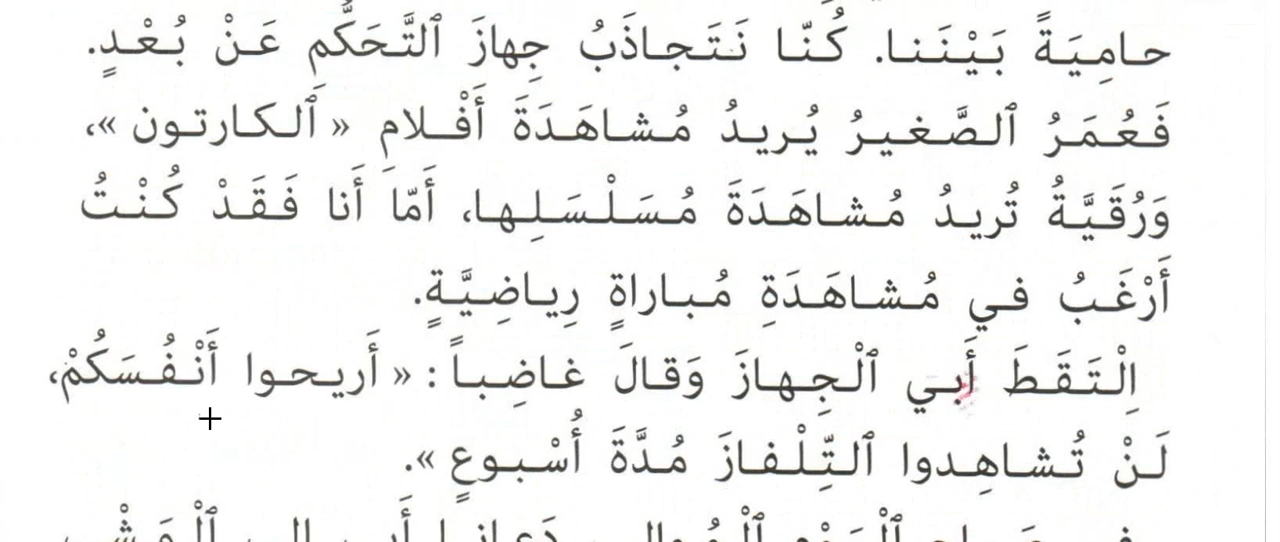 حامِيَةً بَيْنَنا. كُنّا نَتَجاذَبُ جِهازَ ٱلتَّحَكُّمِ عَنْ بُعْدٍ.
فَعُمَرُ ٱلصَّغيرُ يُريدُ مُشاهَدَةَ أَفْلامِ « ٱلكارتون »،
وَرُقَيَّةُ تُريدُ مُشاهَدَةَ مُسَلْسَلِها، أَمّا أَنا فَقَدْ كُنْتُ
أَرْغَبُ في مُشاهَدَةِ مُباراةٍ رِياضِيَّةٍ.
اِلْتَقَطَ أَبي ٱلْجِهازَ وَقالَ غاضِباً : « أَريحوا أَنْفُسَكُمْ،
لَنْ تُشاهِدوا ٱلتِّلْفازَ مُدَّةَ أُسْبوعٍ ».